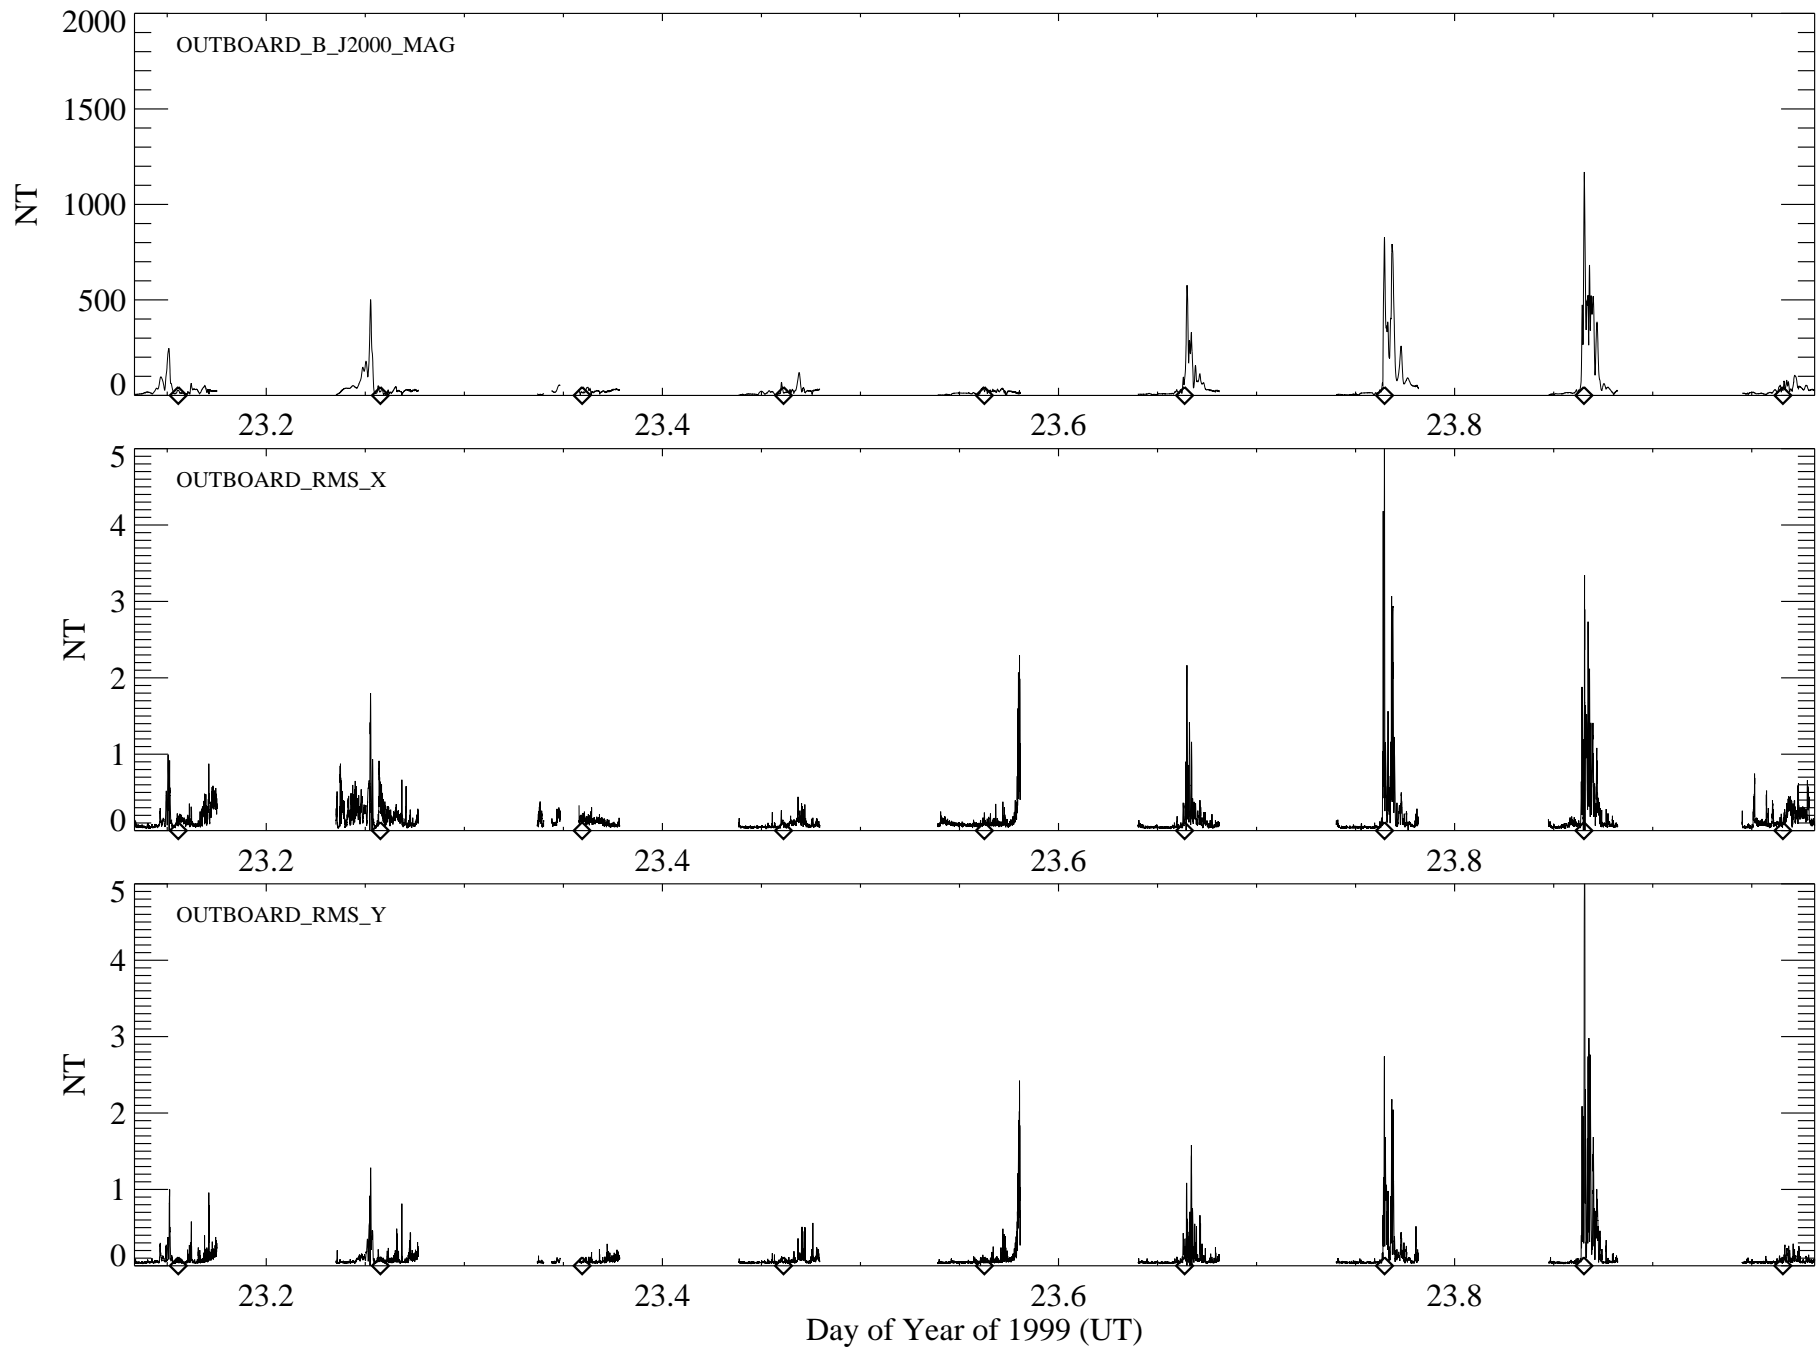 2000
OUTBOARD_B_J2000_MAG
1500
1000
NT
500
0
23.2 23.4 23.6 23.8
5
OUTBOARD_RMS_X
4
3
NT
2
1
0
23.2 23.4 23.6 23.8
5
OUTBOARD_RMS_Y
4
3
NT
2
1
0
23.2 23.4 23.6 23.8
Day of Year of 1999 (UT)